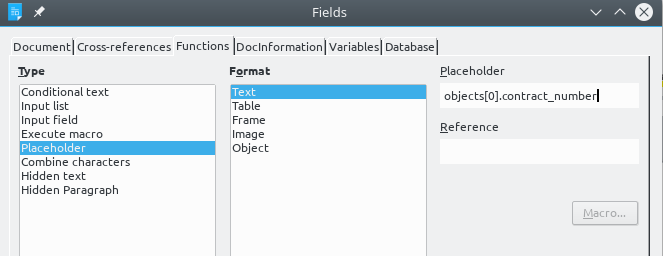 Fields
Document Cross-references Functions DocInformation Variables Database
Type
Conditional text
Input list
Input field
Execute macro
Placeholder
Combine characters
Hidden text
Hidden Paragraph
Format
Text
Table
Frame
Image
Object
Placeholder
objects[0].contract_number
Reference
Macro...